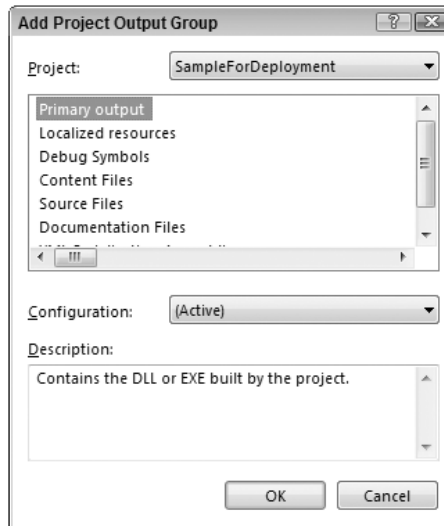 Add Project Output Group
Project: SampleForDeployment
Primary output
Localized resources
Debug Symbols
Content Files
Source Files
Documentation Files
Configuration: (Active)
Description:
Contains the DLL or EXE built by the project.
OK Cancel